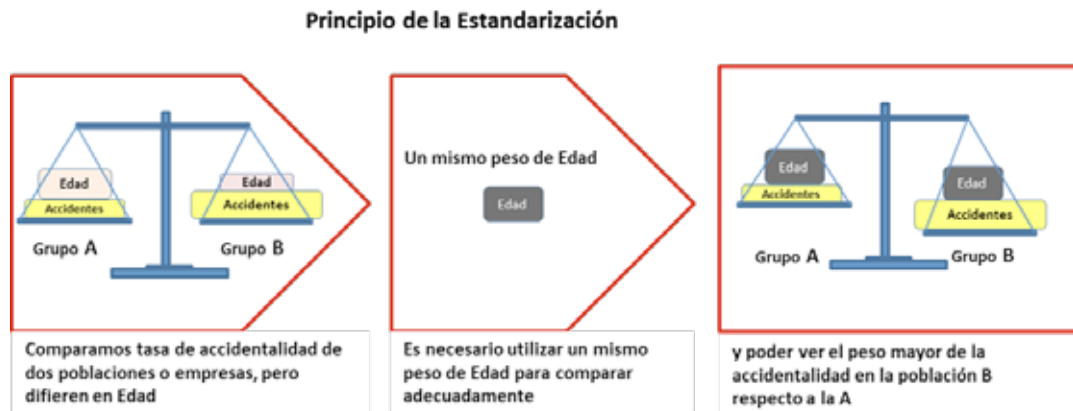 Principio de la Estandarización
Edad
Accidentes
Grupo A
Edad
Accidentes
Grupo B
Comparamos tasa de accidentalidad de
dos poblaciones o empresas, pero
difieren en Edad
Un mismo peso de Edad
Edad
Es necesario utilizar un mismo
peso de Edad para comparar
adecuadamente
Edad
Accidentes
Grupo A
Edad
Accidentes
Grupo B
y poder ver el peso mayor de la
accidentalidad en la población B
respecto a la A